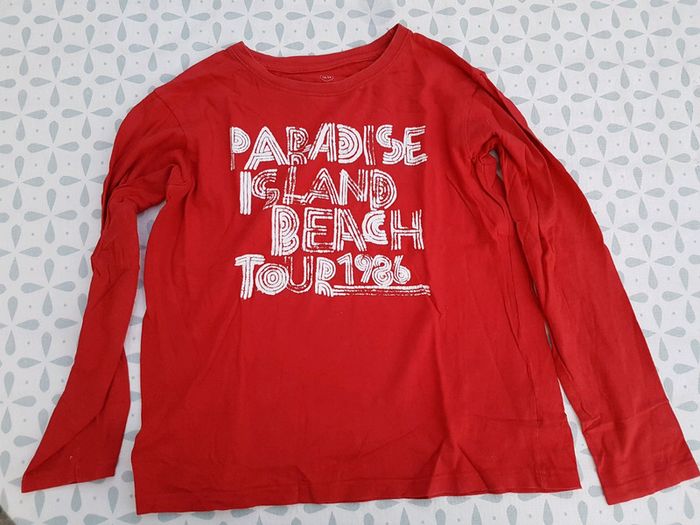 PARADISE
ISLAND
BEACH
TOUR 1986